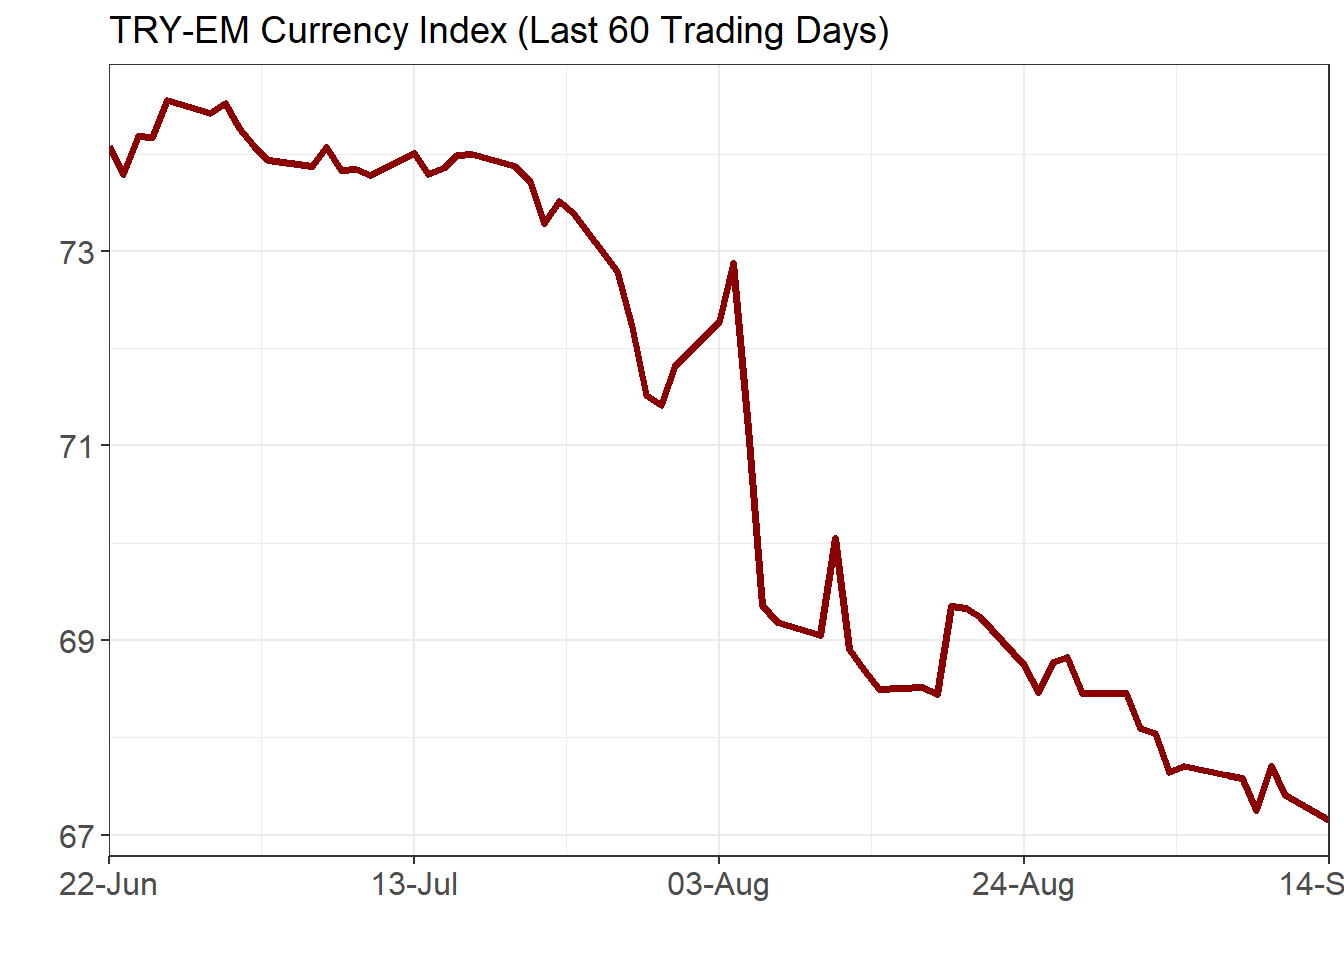 TRY-EM Currency Index (Last 60 Trading Days)
73
71
69
67
22-Jun 13-Jul 03-Aug 24-Aug 14-S